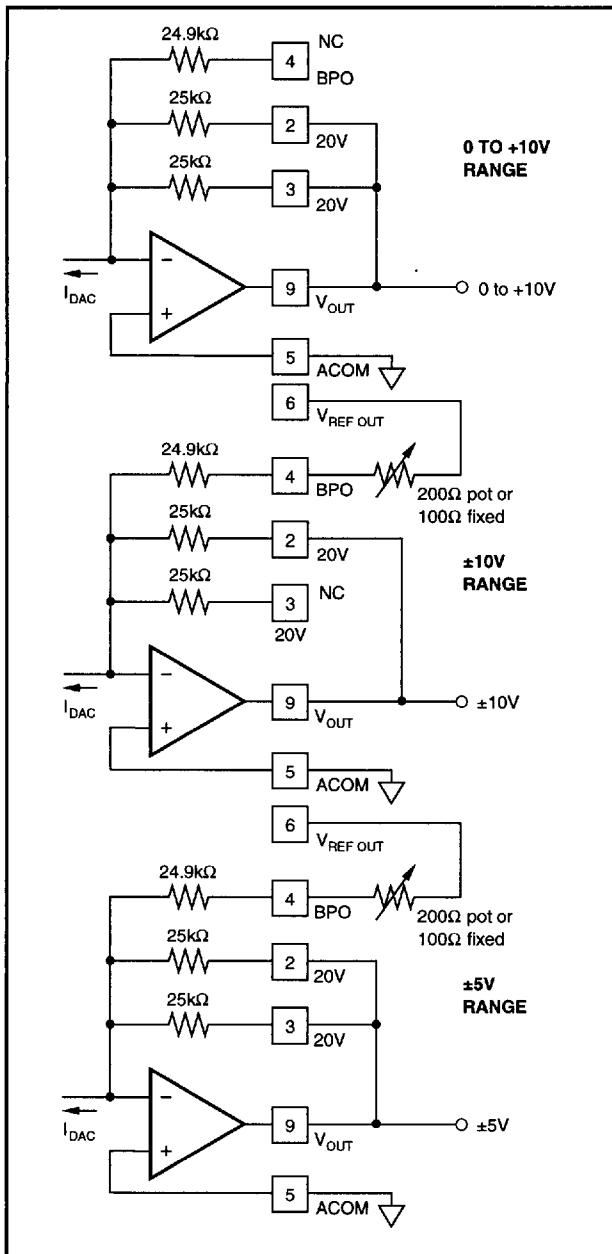 24.9kΩ
4
NC
BPO
25kΩ
2
20V
25kΩ
3
20V
0 TO +10V
RANGE
−
+
I_DAC
9
V_OUT
0 to +10V
5
ACOM
6
V_REF OUT
24.9kΩ
4
BPO
200Ω pot or
100Ω fixed
25kΩ
2
20V
25kΩ
3
NC
20V
±10V
RANGE
−
+
I_DAC
9
V_OUT
±10V
5
ACOM
6
V_REF OUT
24.9kΩ
4
BPO
200Ω pot or
100Ω fixed
25kΩ
2
20V
25kΩ
3
20V
±5V
RANGE
−
+
I_DAC
9
V_OUT
±5V
5
ACOM